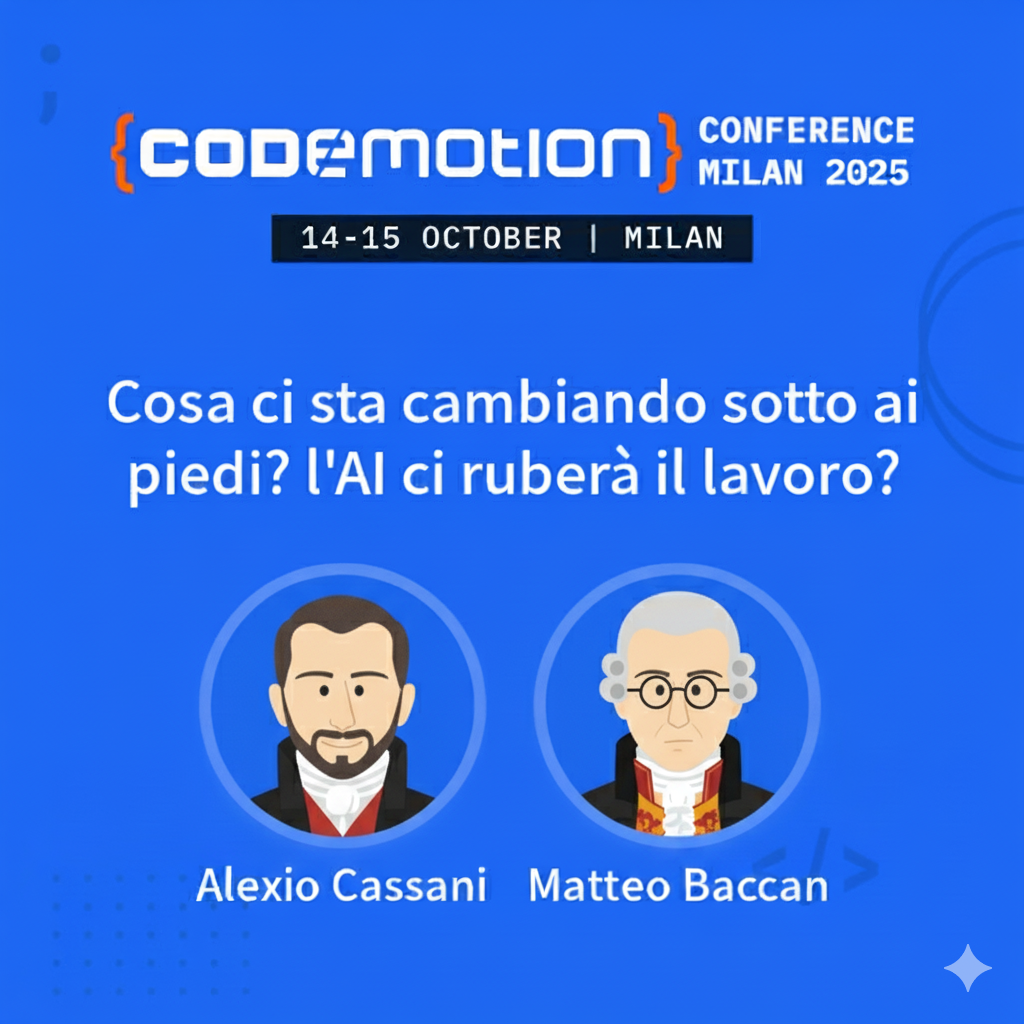 ;
{CODEMOTION} CONFERENCE
MILAN 2025
14-15 OCTOBER | MILAN
Cosa ci sta cambiando sotto ai
piedi? l'AI ci ruberà il lavoro?
Alexio Cassani Matteo Baccan
</>